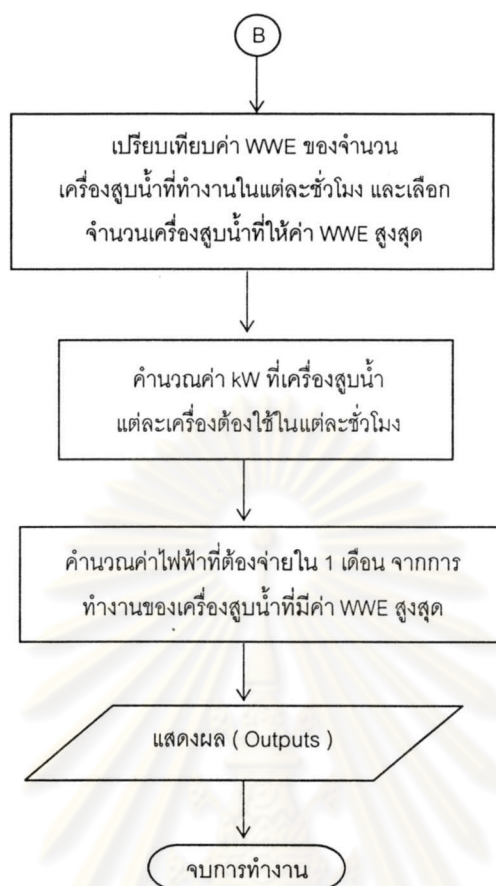 B
เปรียบเทียบค่า WWE ของจำนวน
เครื่องสูบน้ำที่ทำงานในแต่ละชั่วโมง และเลือก
จำนวนเครื่องสูบน้ำที่ให้ค่า WWE สูงสุด
คำนวณค่า kW ที่เครื่องสูบน้ำ
แต่ละเครื่องต้องใช้ในแต่ละชั่วโมง
คำนวณค่าไฟฟ้าที่ต้องจ่ายใน 1 เดือน จากการ
ทำงานของเครื่องสูบน้ำที่มีค่า WWE สูงสุด
แสดงผล ( Outputs )
จบการทำงาน